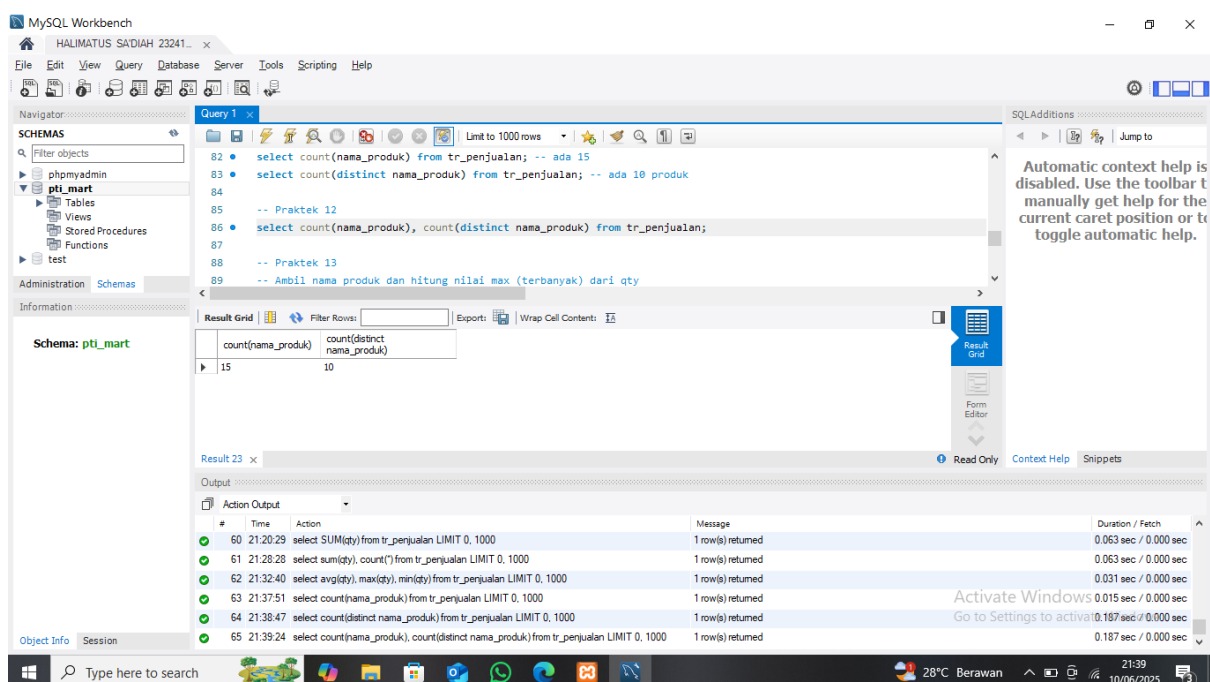 MySQL Workbench
HALIMATUS SA'DIAH 23241...
File Edit View Query Database Server Tools Scripting Help
Navigator
SCHEMAS
Filter objects
phpmyadmin
pti_mart
Tables
Views
Stored Procedures
Functions
test
Administration Schemas
Information
Schema: pti_mart
Object Info Session
Query 1
Limit to 1000 rows
82 select count(nama_produk) from tr_penjualan; -- ada 15
83 select count(distinct nama_produk) from tr_penjualan; -- ada 10 produk
84
85 -- Praktek 12
86 select count(nama_produk), count(distinct nama_produk) from tr_penjualan;
87
88 -- Praktek 13
89 -- Ambil nama produk dan hitung nilai max (terbanyak) dari qty
Result Grid Filter Rows: Export: Wrap Cell Content:
count(nama_produk) count(distinct
nama_produk)
15 10
Result
Grid
Form
Editor
Result 23
Read Only
SQLAdditions
Jump to
Automatic context help is
disabled. Use the toolbar t
manually get help for the
current caret position or to
toggle automatic help.
Context Help Snippets
Output
Action Output
# Time Action Message Duration / Fetch
60 21:20:29 select SUM(qty) from tr_penjualan LIMIT 0, 1000 1 row(s) returned 0.063 sec / 0.000 sec
61 21:28:28 select sum(qty), count(*) from tr_penjualan LIMIT 0, 1000 1 row(s) returned 0.063 sec / 0.000 sec
62 21:32:40 select avg(qty), max(qty), min(qty) from tr_penjualan LIMIT 0, 1000 1 row(s) returned 0.031 sec / 0.000 sec
63 21:37:51 select count(nama_produk) from tr_penjualan LIMIT 0, 1000 1 row(s) returned 0.015 sec / 0.000 sec
64 21:38:47 select count(distinct nama_produk) from tr_penjualan LIMIT 0, 1000 1 row(s) returned 0.187 sec / 0.000 sec
65 21:39:24 select count(nama_produk), count(distinct nama_produk) from tr_penjualan LIMIT 0, 1000 1 row(s) returned 0.187 sec / 0.000 sec
Activate Windows
Go to Settings to activate
Type here to search
28°C Berawan
21:39
10/06/2025
3